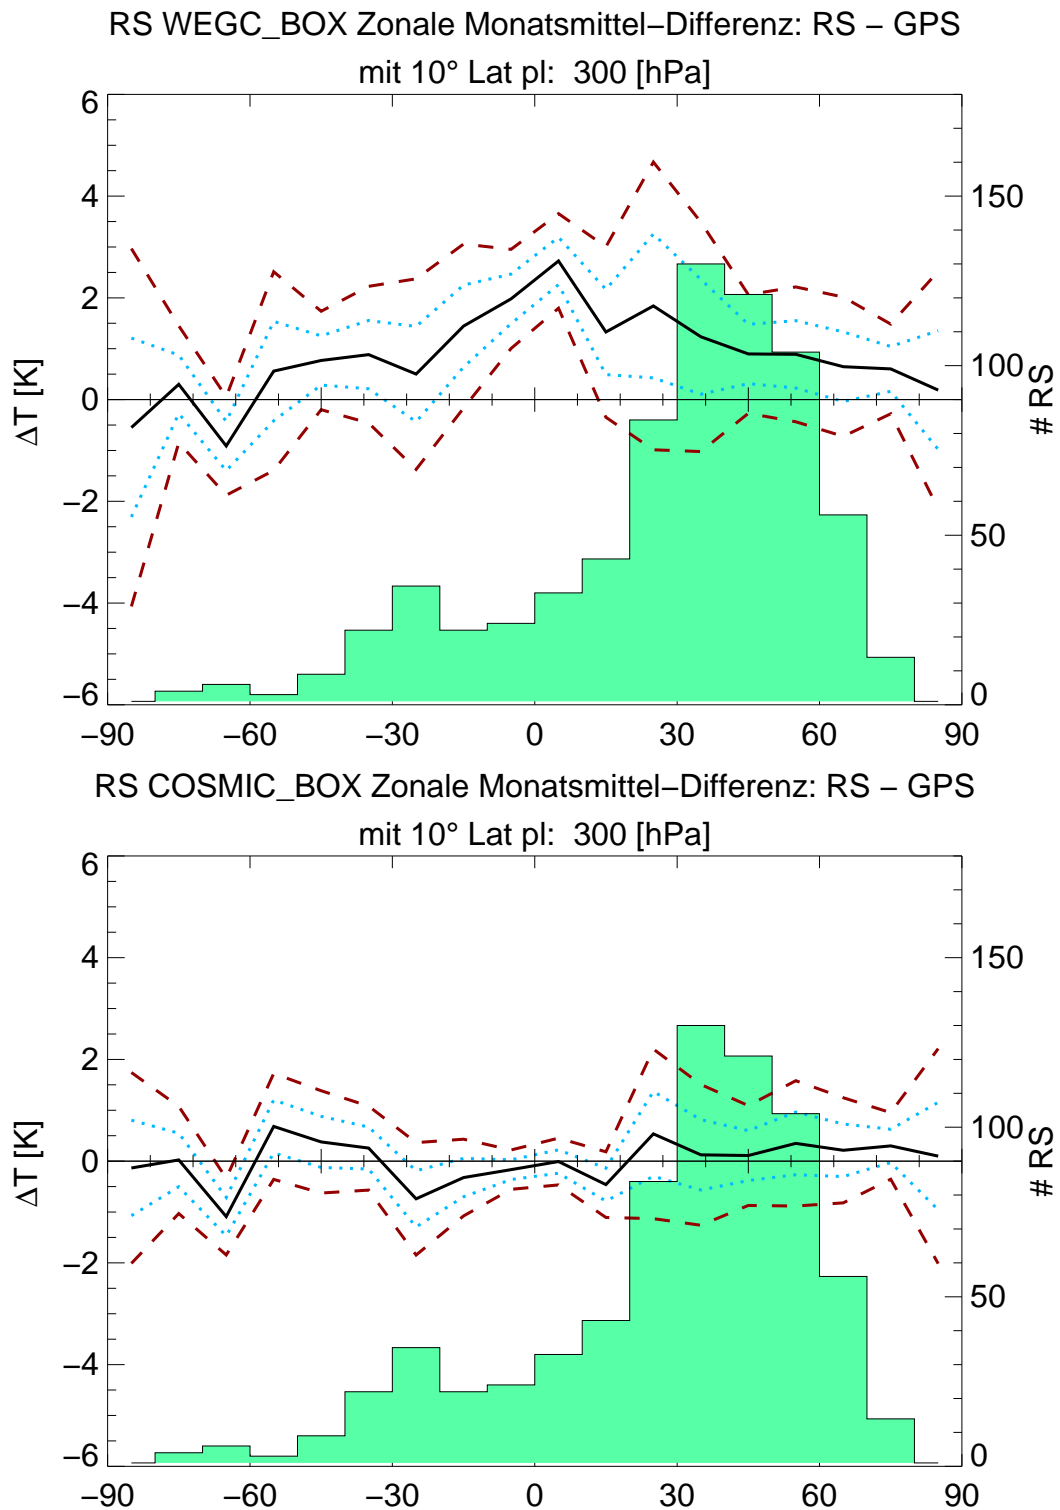 RS WEGC_BOX Zonale Monatsmittel−Differenz: RS − GPS
mit 10° Lat pl:  300 [hPa]
6
4
2
0
−2
−4
−6
ΔT [K]
150
100
50
0
# RS
−90 −60 −30 0 30 60 90
RS COSMIC_BOX Zonale Monatsmittel−Differenz: RS − GPS
mit 10° Lat pl:  300 [hPa]
6
4
2
0
−2
−4
−6
ΔT [K]
150
100
50
0
# RS
−90 −60 −30 0 30 60 90